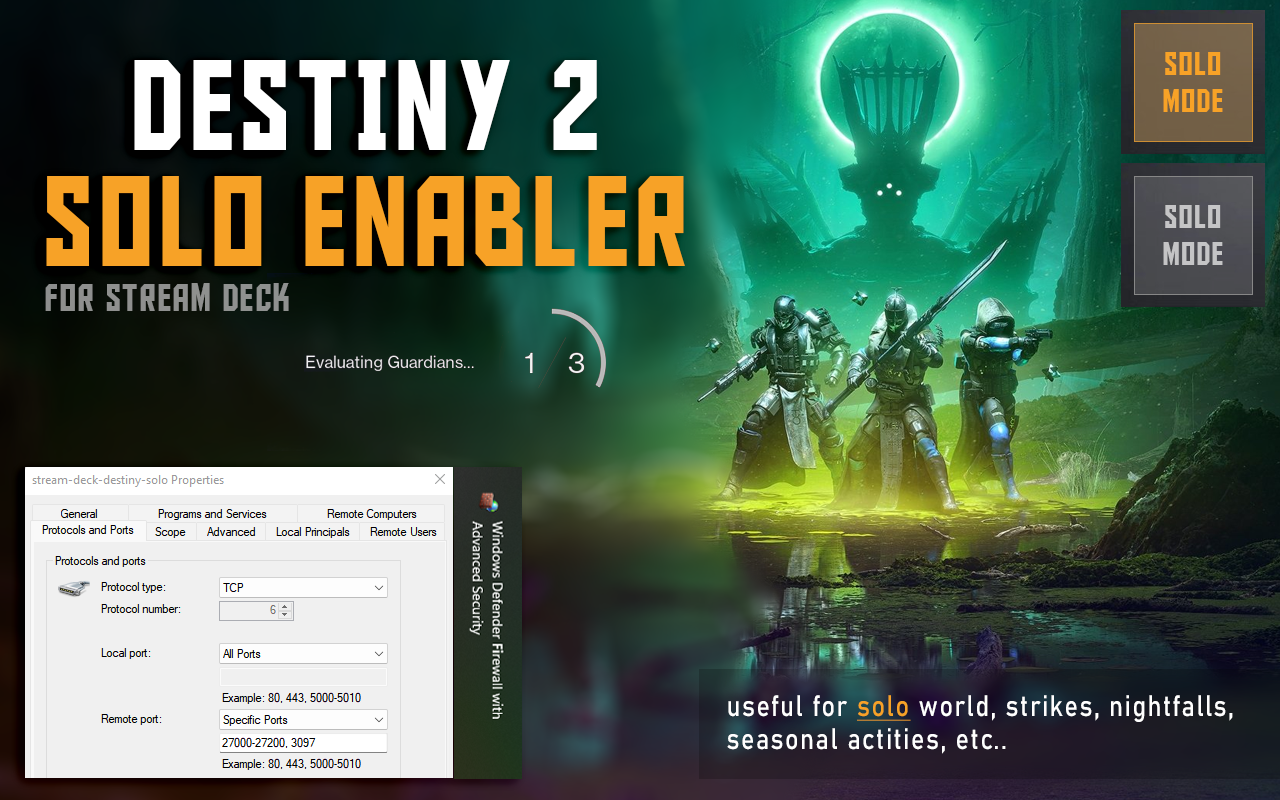 DESTINY 2
SOLO ENABLER
FOR STREAM DECK
SOLO
MODE
SOLO
MODE
Evaluating Guardians... 1 3
stream-deck-destiny-solo Properties
General Programs and Services Remote Computers
Protocols and Ports Scope Advanced Local Principals Remote Users
Protocols and ports
Protocol type: TCP
Protocol number: 6
Local port: All Ports
Example: 80, 443, 5000-5010
Remote port: Specific Ports
27000-27200, 3097
Example: 80, 443, 5000-5010
Windows Defender Firewall with
Advanced Security
useful for solo world, strikes, nightfalls,
seasonal actities, etc..